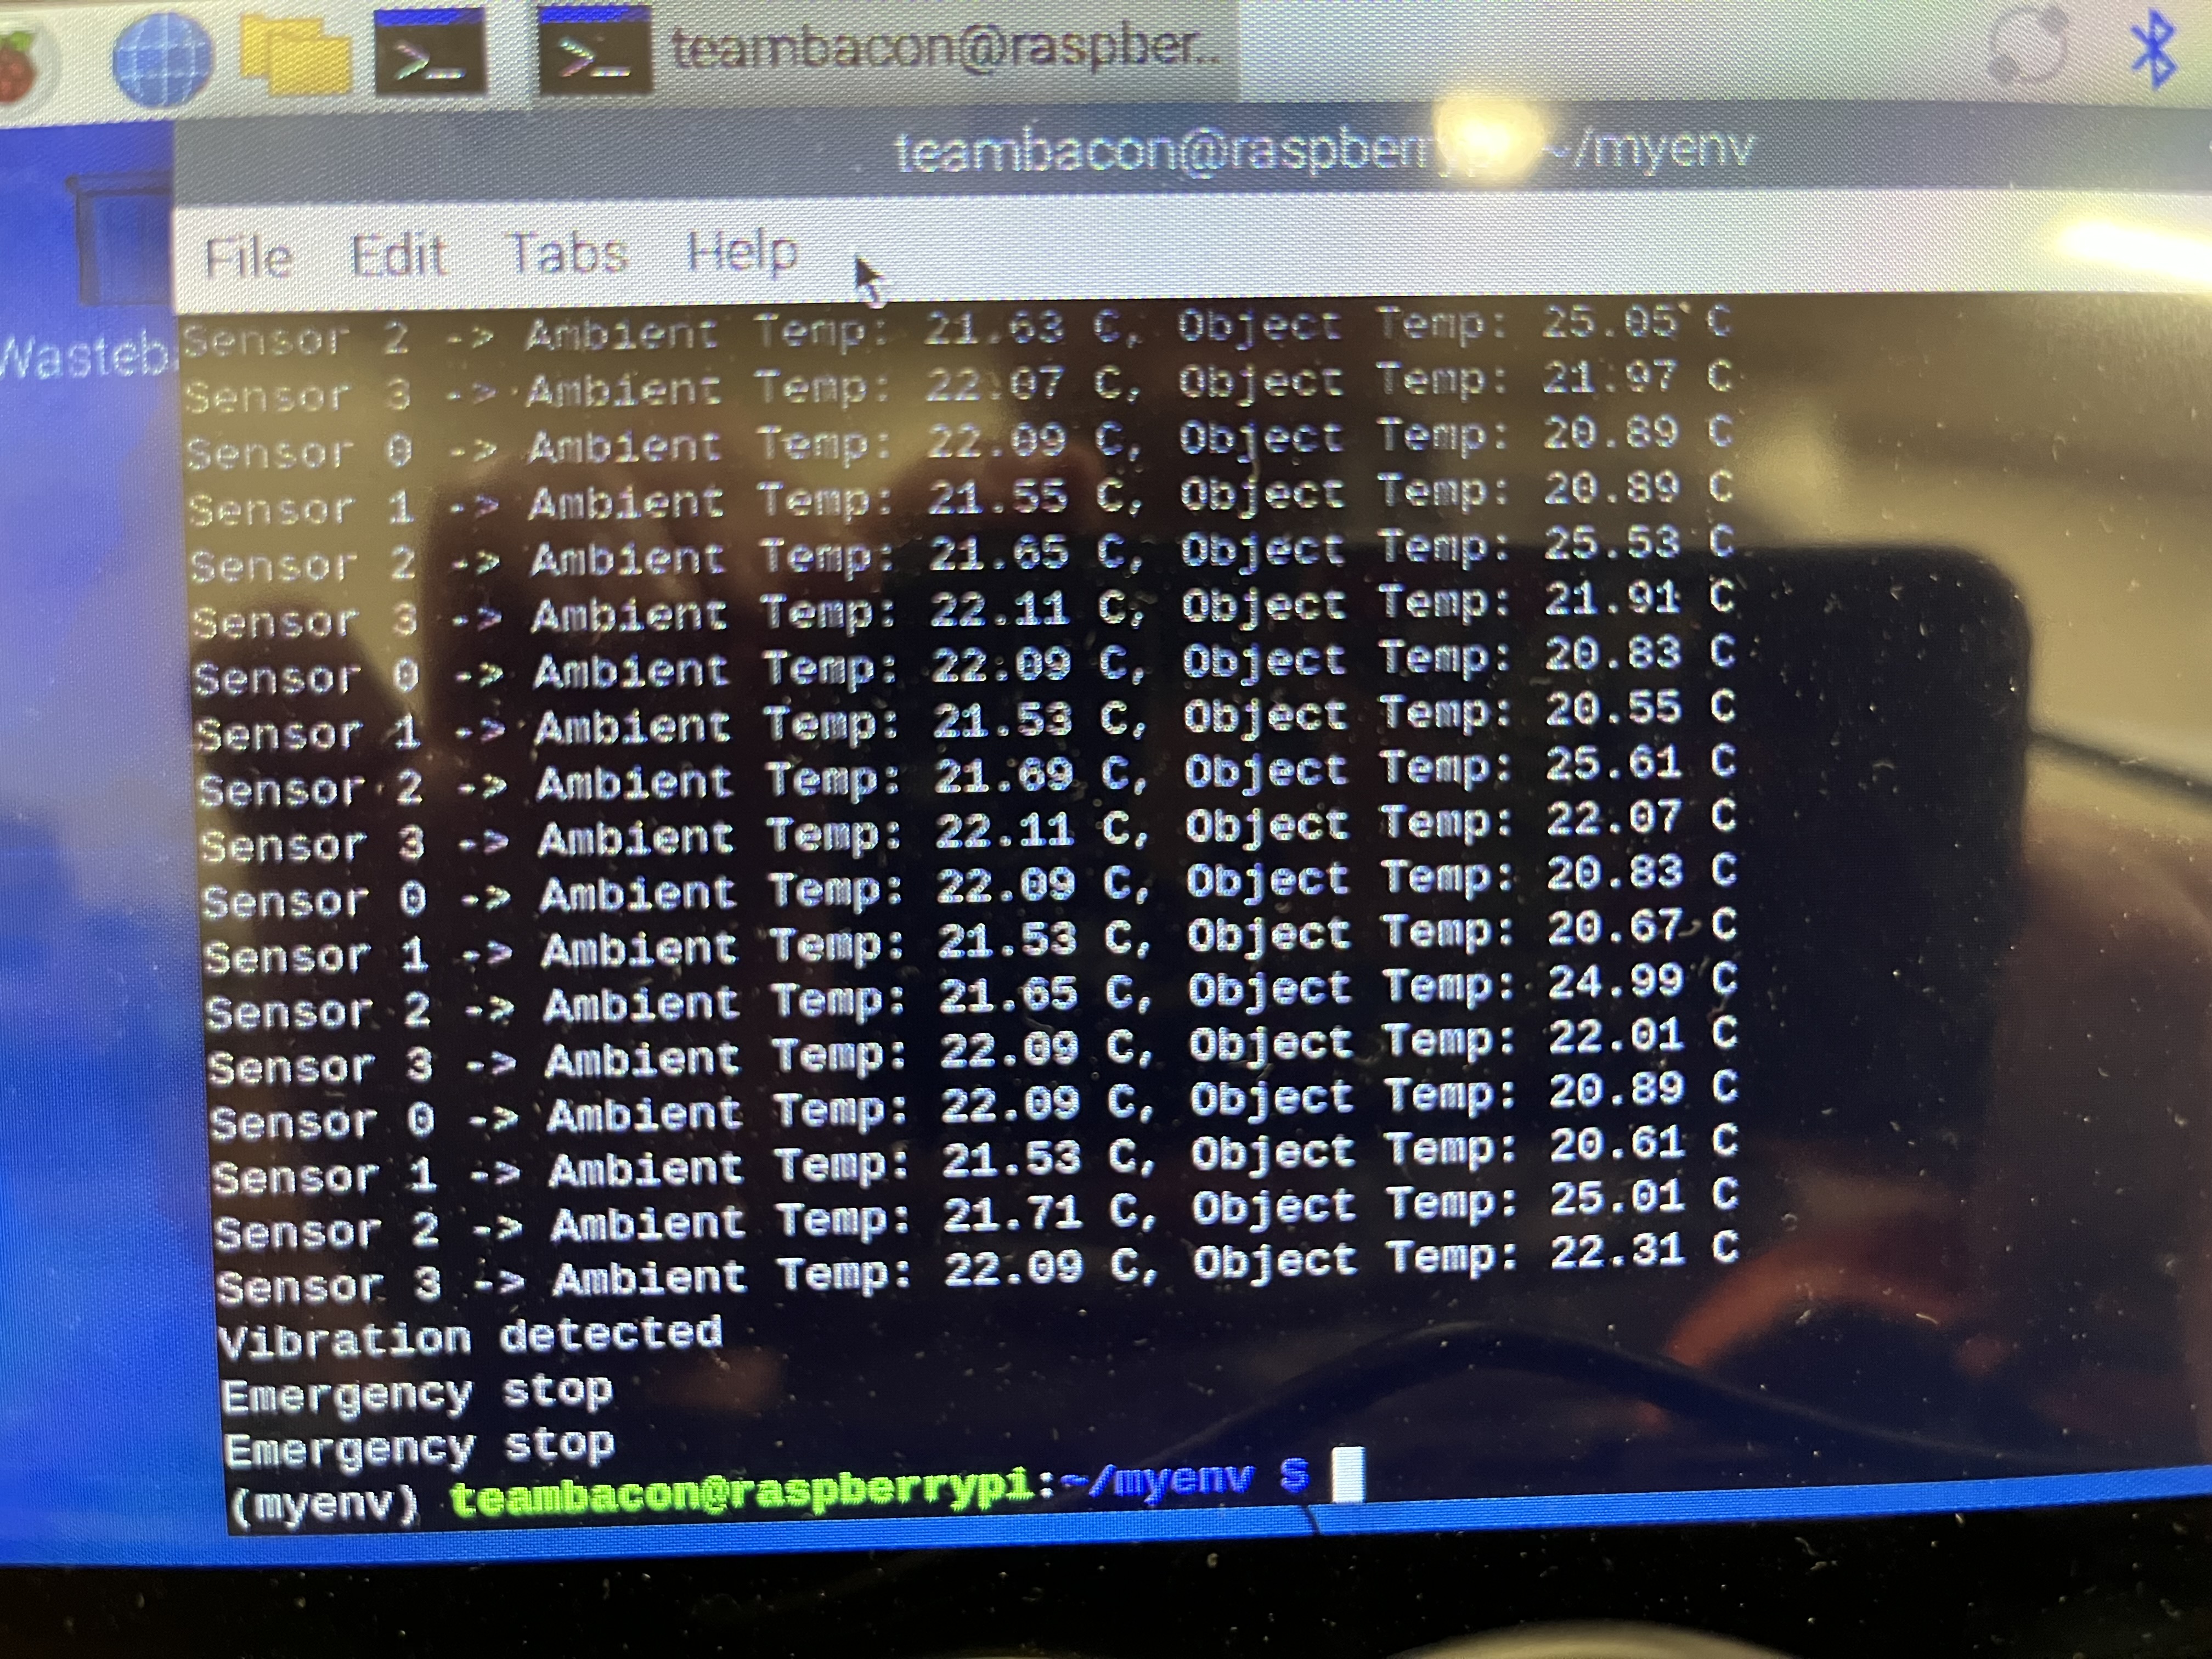 teambacon@raspber..
teambacon@raspberry ~/myenv
File Edit Tabs Help
Wasteb
Sensor 2 -> Ambient Temp: 21.63 C, Object Temp: 25.05 C
Sensor 3 -> Ambient Temp: 22.07 C, Object Temp: 21.97 C
Sensor 0 -> Ambient Temp: 22.09 C, Object Temp: 20.89 C
Sensor 1 -> Ambient Temp: 21.55 C, Object Temp: 20.89 C
Sensor 2 -> Ambient Temp: 21.65 C, Object Temp: 25.53 C
Sensor 3 -> Ambient Temp: 22.11 C, Object Temp: 21.91 C
Sensor 0 -> Ambient Temp: 22.09 C, Object Temp: 20.83 C
Sensor 1 -> Ambient Temp: 21.53 C, Object Temp: 20.55 C
Sensor 2 -> Ambient Temp: 21.69 C, Object Temp: 25.61 C
Sensor 3 -> Ambient Temp: 22.11 C, Object Temp: 22.07 C
Sensor 0 -> Ambient Temp: 22.09 C, Object Temp: 20.83 C
Sensor 1 -> Ambient Temp: 21.53 C, Object Temp: 20.67 C
Sensor 2 -> Ambient Temp: 21.65 C, Object Temp: 24.99 C
Sensor 3 -> Ambient Temp: 22.09 C, Object Temp: 22.01 C
Sensor 0 -> Ambient Temp: 22.09 C, Object Temp: 20.89 C
Sensor 1 -> Ambient Temp: 21.53 C, Object Temp: 20.61 C
Sensor 2 -> Ambient Temp: 21.71 C, Object Temp: 25.01 C
Sensor 3 -> Ambient Temp: 22.09 C, Object Temp: 22.31 C
Vibration detected
Emergency stop
Emergency stop
(myenv) teambacon@raspberrypi:~/myenv $